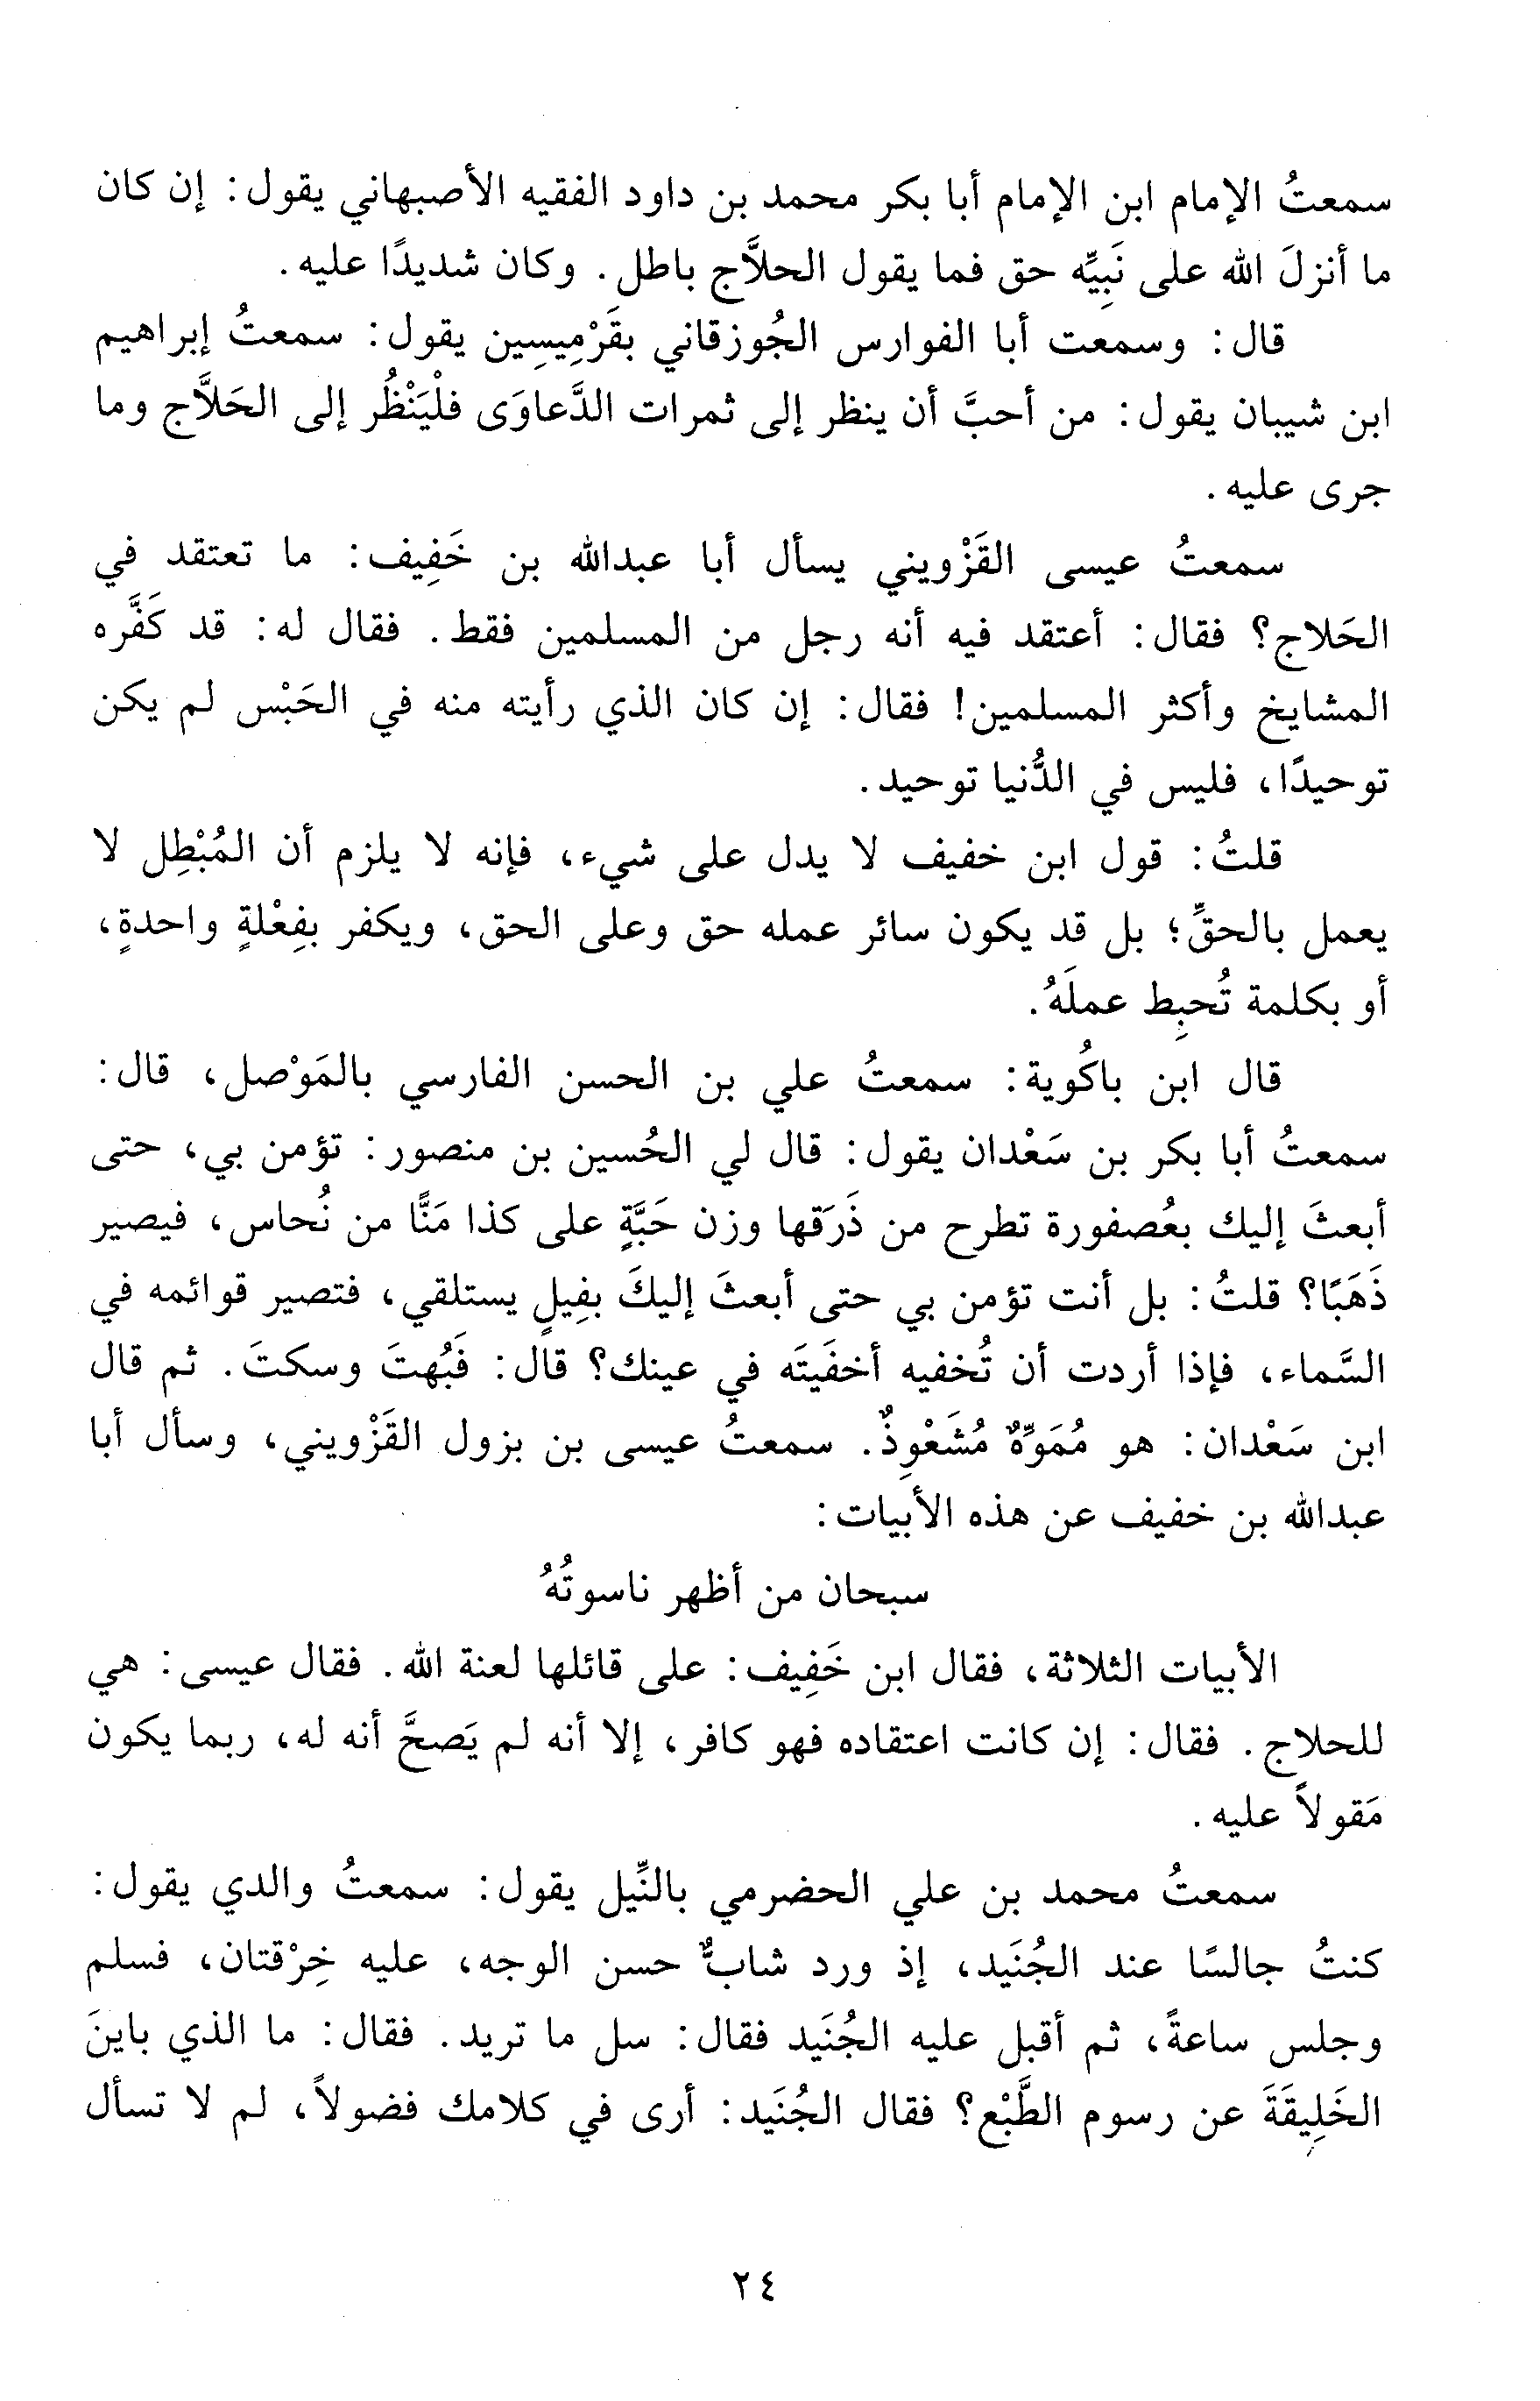 سمعتُ الإمام ابن الإمام أبا بكر محمد بن داود الفقيه الأصبهاني يقول: إن كان
ما أنزلَ الله على نَبِيِّه حق فما يقول الحلاَّج باطل. وكان شديدًا عليه.
قال: وسمعت أبا الفوارس الجُوزقاني بقَرْمِيسِين يقول: سمعتُ إبراهيم
ابن شيبان يقول: من أحبَّ أن ينظر إلى ثمرات الدَّعاوَى فلْيَنْظُر إلى الحَلاَّج وما
جرى عليه.
سمعتُ عيسى القَزْويني يسأل أبا عبدالله بن خَفِيف: ما تعتقد في
الحَلاج؟ فقال: أعتقد فيه أنه رجل من المسلمين فقط. فقال له: قد كَفَّره
المشايخ وأكثر المسلمين! فقال: إن كان الذي رأيته منه في الحَبْس لم يكن
توحيدًا، فليس في الدُّنيا توحيد.
قلتُ: قول ابن خفيف لا يدل على شيء، فإنه لا يلزم أن المُبْطِل لا
يعمل بالحقِّ؛ بل قد يكون سائر عمله حق وعلى الحق، ويكفر بفِعْلةٍ واحدةٍ،
أو بكلمة تُحبِط عملَهُ.
قال ابن باكُوية: سمعتُ علي بن الحسن الفارسي بالمَوْصل، قال:
سمعتُ أبا بكر بن سَعْدان يقول: قال لي الحُسين بن منصور: تؤمن بي، حتى
أبعثَ إليك بعُصفورة تطرح من ذَرَقها وزن حَبَّةٍ على كذا مَنًّا من نُحاس، فيصير
ذَهَبًا؟ قلتُ: بل أنت تؤمن بي حتى أبعثَ إليكَ بفِيلٍ يستلقي، فتصير قوائمه في
السَّماء، فإذا أردت أن تُخفيه أخفَيتَه في عينك؟ قال: فَبُهتَ وسكتَ. ثم قال
ابن سَعْدان: هو مُمَوِّهٌ مُشَعْوِذٌ. سمعتُ عيسى بن بزول القَزْويني، وسأل أبا
عبدالله بن خفيف عن هذه الأبيات:
سبحان من أظهر ناسوتُهُ
الأبيات الثلاثة، فقال ابن خَفِيف: على قائلها لعنة الله. فقال عيسى: هي
للحلاج. فقال: إن كانت اعتقاده فهو كافر، إلا أنه لم يَصحَّ أنه له، ربما يكون
مَقولاً عليه.
سمعتُ محمد بن علي الحضرمي بالنِّيل يقول: سمعتُ والدي يقول:
كنتُ جالسًا عند الجُنَيد، إذ ورد شابٌّ حسن الوجه، عليه خِرْقتان، فسلم
وجلس ساعةً، ثم أقبل عليه الجُنَيد فقال: سل ما تريد. فقال: ما الذي باينَ
الخَلِيقَةَ عن رسوم الطَّبْع؟ فقال الجُنَيد: أرى في كلامك فضولاً، لم لا تسأل
٢٤